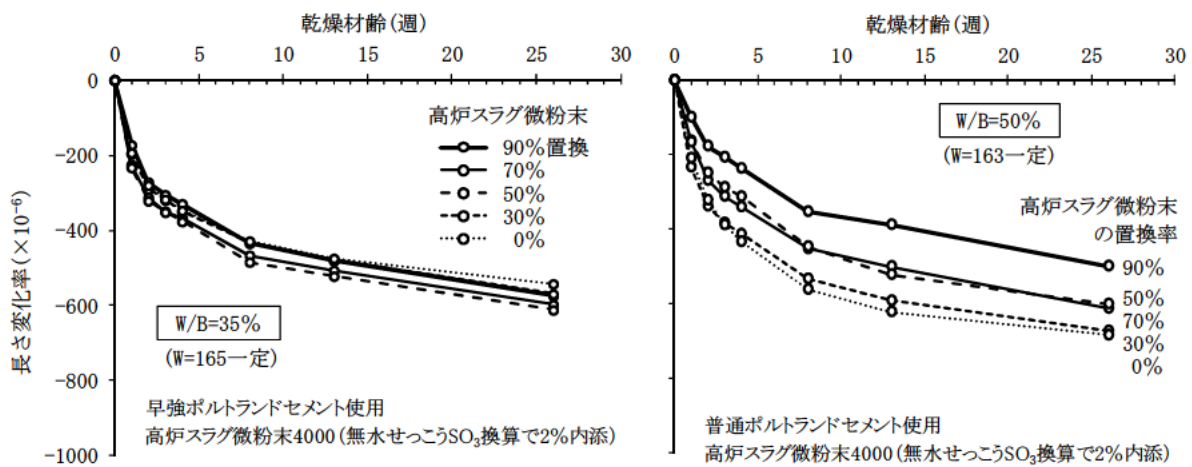 乾燥材齢(週)
0 5 10 15 20 25 30
0
-200
-400
-600
-800
-1000
長さ変化率(×10⁻⁶)
高炉スラグ微粉末
90%置換
70%
50%
30%
0%
W/B=35%
(W=165一定)
早強ポルトランドセメント使用
高炉スラグ微粉末4000(無水せっこうSO₃換算で2%内添)
乾燥材齢(週)
0 5 10 15 20 25 30
W/B=50%
(W=163一定)
高炉スラグ微粉末
の置換率
90%
50%
70%
30%
0%
普通ポルトランドセメント使用
高炉スラグ微粉末4000(無水せっこうSO₃換算で2%内添)